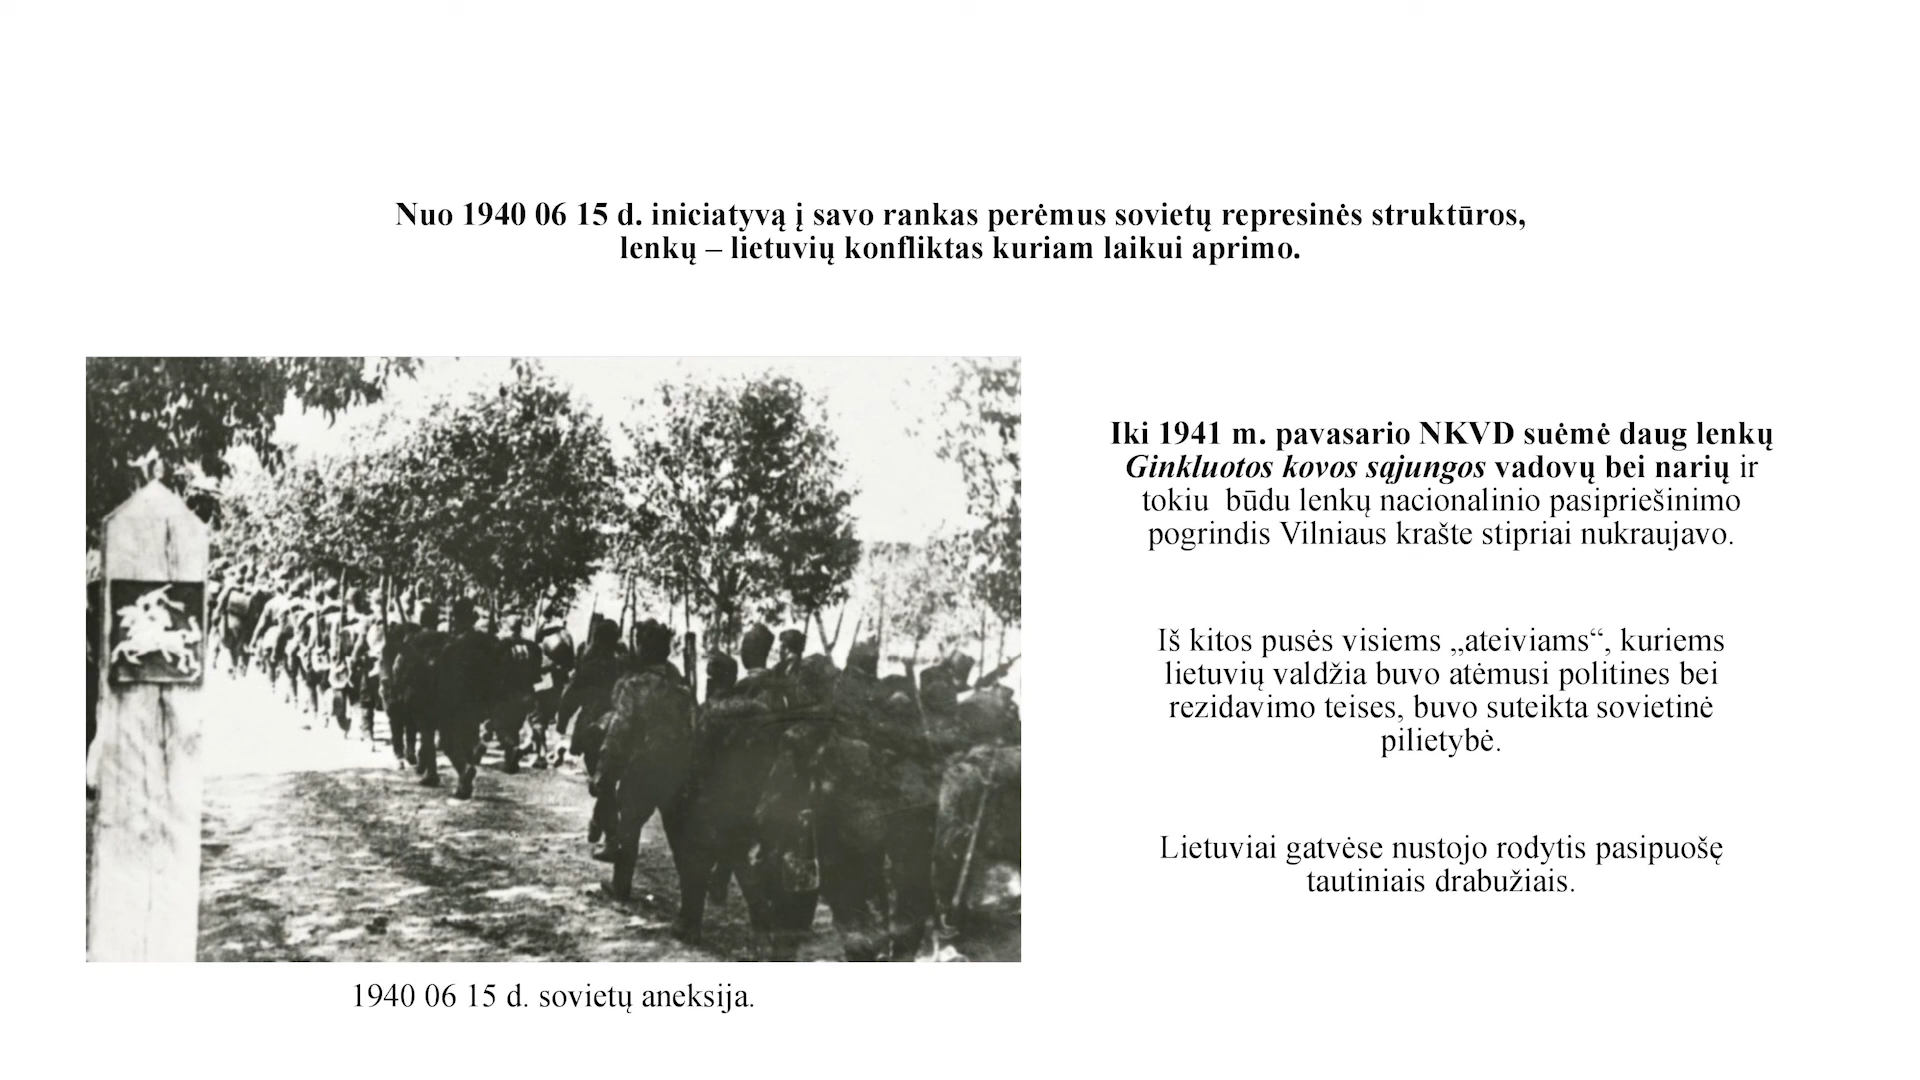 Nuo 1940 06 15 d. iniciatyvą į savo rankas perėmus sovietų represinės struktūros,
lenkų – lietuvių konfliktas kuriam laikui aprimo.
Iki 1941 m. pavasario NKVD suėmė daug lenkų
Ginkluotos kovos sąjungos vadovų bei narių ir
tokiu būdu lenkų nacionalinio pasipriešinimo
pogrindis Vilniaus krašte stipriai nukraujavo.
Iš kitos pusės visiems „ateiviams“, kuriems
lietuvių valdžia buvo atėmusi politines bei
rezidavimo teises, buvo suteikta sovietinė
pilietybė.
Lietuviai gatvėse nustojo rodytis pasipuošę
tautiniais drabužiais.
1940 06 15 d. sovietų aneksija.